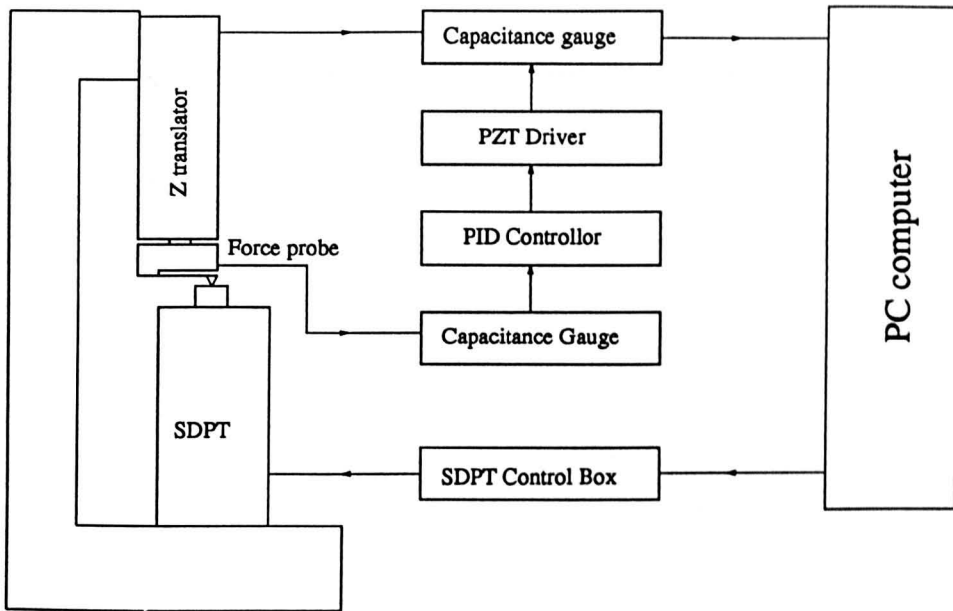 Capacitance gauge
Z translator
PZT Driver
PC computer
PID Controllor
Force probe
Capacitance Gauge
SDPT
SDPT Control Box